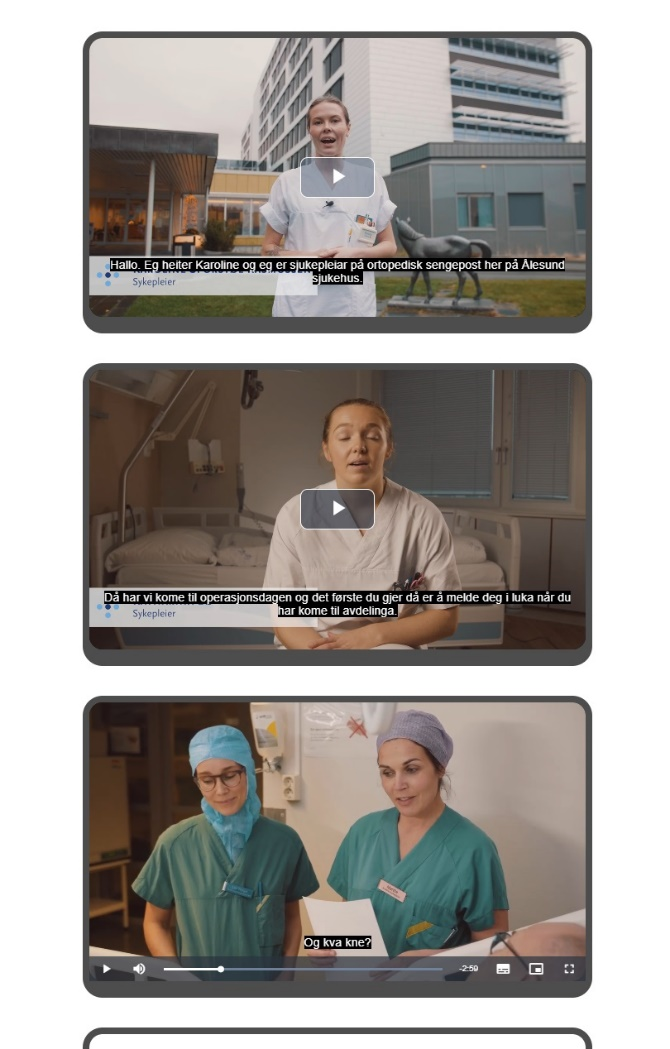 Hallo. Eg heiter Karoline og eg er sjukepleiar på ortopedisk sengepost her på Ålesund
sjukehus.
Sykepleier
Då har vi kome til operasjonsdagen og det første du gjer då er å melde deg i luka når du
har kome til avdelinga.
Sykepleier
Og kva kne?
-2:59